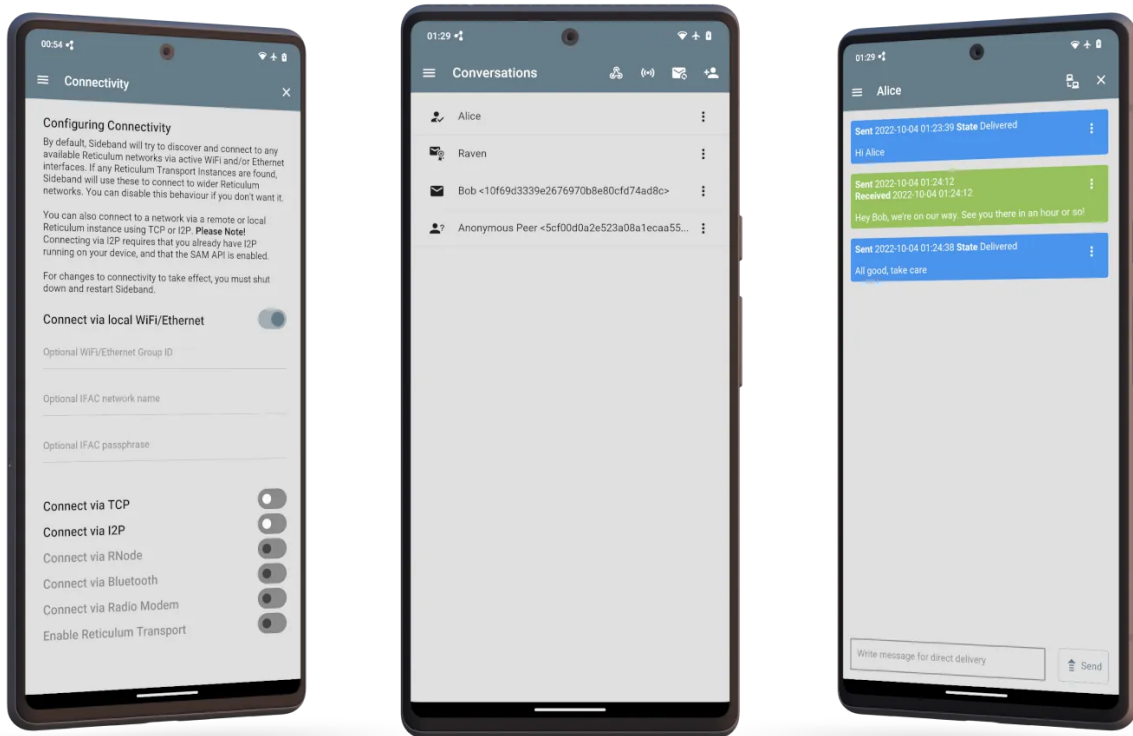 00:54
Connectivity
Configuring Connectivity
By default, Sideband will try to discover and connect to any
available Reticulum networks via active WiFi and/or Ethernet
interfaces. If any Reticulum Transport Instances are found,
Sideband will use these to connect to wider Reticulum
networks. You can disable this behaviour if you don't want it.
You can also connect to a network via a remote or local
Reticulum instance using TCP or I2P. Please Note!
Connecting via I2P requires that you already have I2P
running on your device, and that the SAM API is enabled.
For changes to connectivity to take effect, you must shut
down and restart Sideband.
Connect via local WiFi/Ethernet
Optional WiFi/Ethernet Group ID
Optional IFAC network name
Optional IFAC passphrase
Connect via TCP
Connect via I2P
Connect via RNode
Connect via Bluetooth
Connect via Radio Modem
Enable Reticulum Transport
01:29
Conversations
Alice
Raven
Bob <10f69d3339e2676970b8e80cfd74ad8c>
Anonymous Peer <5cf00d0a2e523a08a1ecaa55...
01:29
Alice
Sent 2022-10-04 01:23:39 State Delivered
Hi Alice
Sent 2022-10-04 01:24:12
Received 2022-10-04 01:24:12
Hey Bob, we're on our way. See you there in an hour or so!
Sent 2022-10-04 01:24:38 State Delivered
All good, take care
Write message for direct delivery
Send